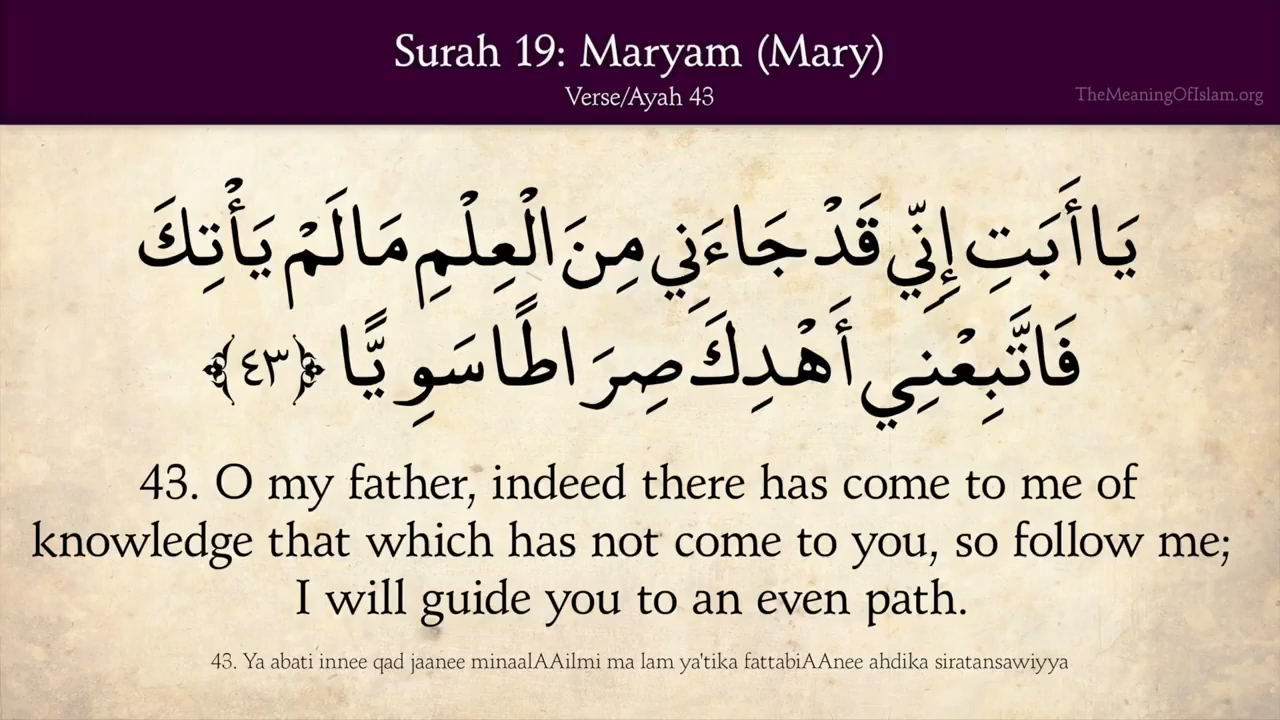 Surah 19: Maryam (Mary)
Verse/Ayah 43
TheMeaningOfIslam.org
يَا أَبَتِ إِنِّي قَدْ جَاءَنِي مِنَ الْعِلْمِ مَا لَمْ يَأْتِكَ
فَاتَّبِعْنِي أَهْدِكَ صِرَاطًا سَوِيًّا ﴿٤٣﴾
43. O my father, indeed there has come to me of
knowledge that which has not come to you, so follow me;
I will guide you to an even path.
43. Ya abati innee qad jaanee minaalAAilmi ma lam ya'tika fattabiAAnee ahdika siratansawiyya